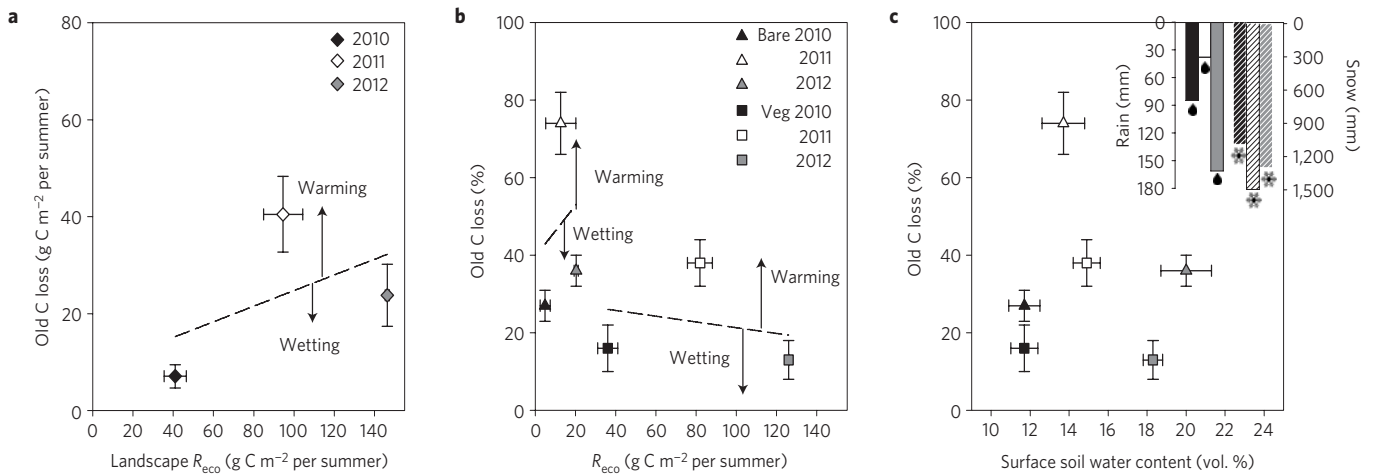 a
80
60
40
20
0
Old C loss (g C m⁻² per summer)
2010
2011
2012
Warming
Wetting
0 20 40 60 80 100 120 140
Landscape Reco (g C m⁻² per summer)
b
100
80
60
40
20
0
Old C loss (%)
Bare 2010
2011
2012
Veg 2010
2011
2012
Warming
Wetting
Warming
Wetting
0 20 40 60 80 100 120 140
Reco (g C m⁻² per summer)
c
100
80
60
40
20
0
Old C loss (%)
0
30
60
90
120
150
180
Rain (mm)
0
300
600
900
1,200
1,500
Snow (mm)
10 12 14 16 18 20 22 24
Surface soil water content (vol. %)